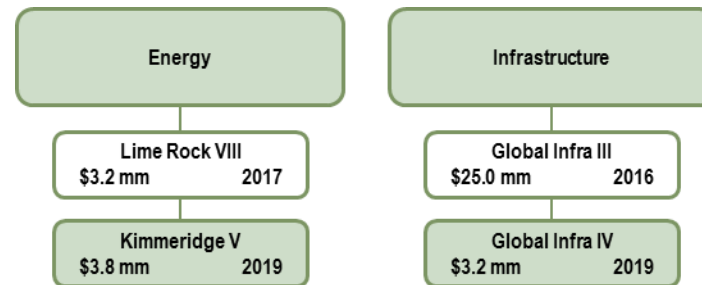 Energy
Lime Rock VIII
$3.2 mm 2017
Kimmeridge V
$3.8 mm 2019
Infrastructure
Global Infra III
$25.0 mm 2016
Global Infra IV
$3.2 mm 2019